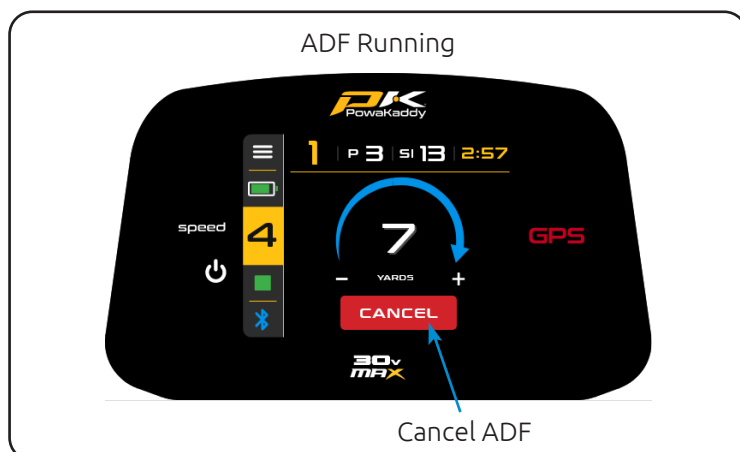 ADF Running
PK
PowaKaddy
1 | P 3 | SI 13 | 2:57
speed
4
7
GPS
- YARDS +
CANCEL
30v
MAX
Cancel ADF